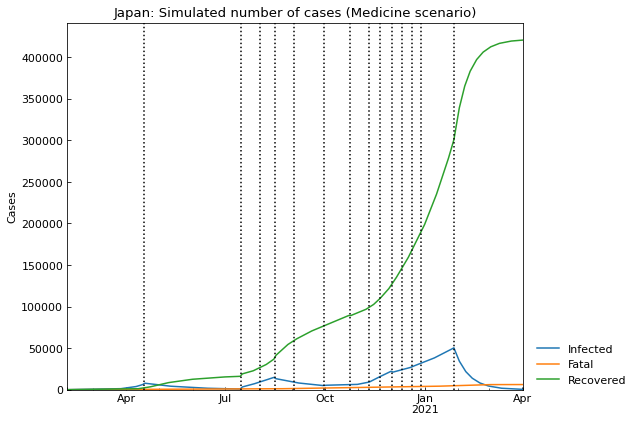 Japan: Simulated number of cases (Medicine scenario)
400000
350000
300000
250000
200000
150000
100000
50000
0
Cases
Apr
Jul
Oct
Jan
2021
Apr
Infected
Fatal
Recovered